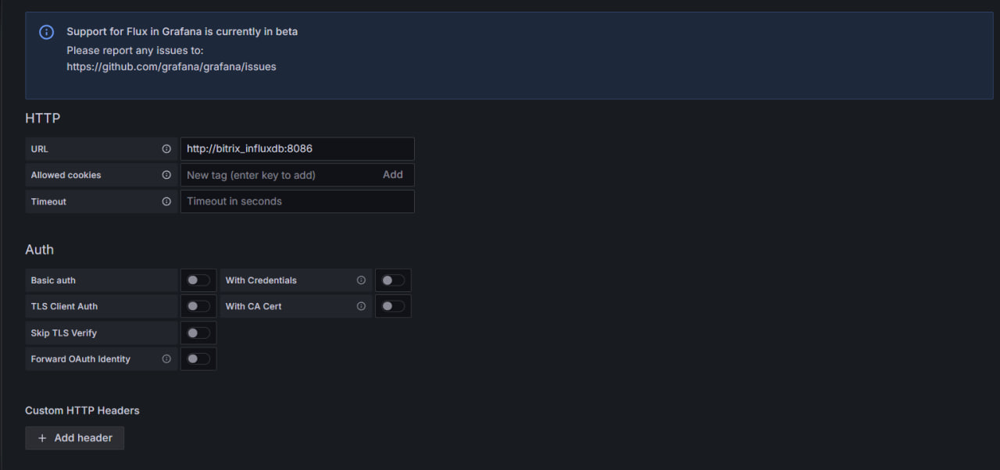 Support for Flux in Grafana is currently in beta
Please report any issues to:
https://github.com/grafana/grafana/issues
HTTP
URL
http://bitrix_influxdb:8086
Allowed cookies
New tag (enter key to add)
Add
Timeout
Timeout in seconds
Auth
Basic auth
With Credentials
TLS Client Auth
With CA Cert
Skip TLS Verify
Forward OAuth Identity
Custom HTTP Headers
+ Add header